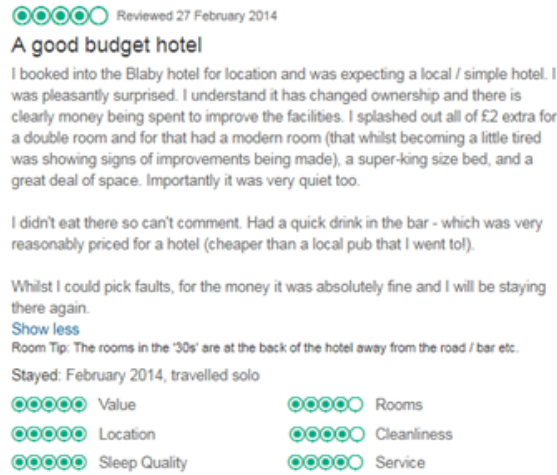 Reviewed 27 February 2014
A good budget hotel
I booked into the Blaby hotel for location and was expecting a local / simple hotel. I
was pleasantly surprised. I understand it has changed ownership and there is
clearly money being spent to improve the facilities. I splashed out all of £2 extra for
a double room and for that had a modern room (that whilst becoming a little tired
was showing signs of improvements being made), a super-king size bed, and a
great deal of space. Importantly it was very quiet too.
I didn't eat there so can't comment. Had a quick drink in the bar - which was very
reasonably priced for a hotel (cheaper than a local pub that I went to!).
Whilst I could pick faults, for the money it was absolutely fine and I will be staying
there again.
Show less
Room Tip: The rooms in the '30s' are at the back of the hotel away from the road / bar etc.
Stayed: February 2014, travelled solo
Value Rooms
Location Cleanliness
Sleep Quality Service